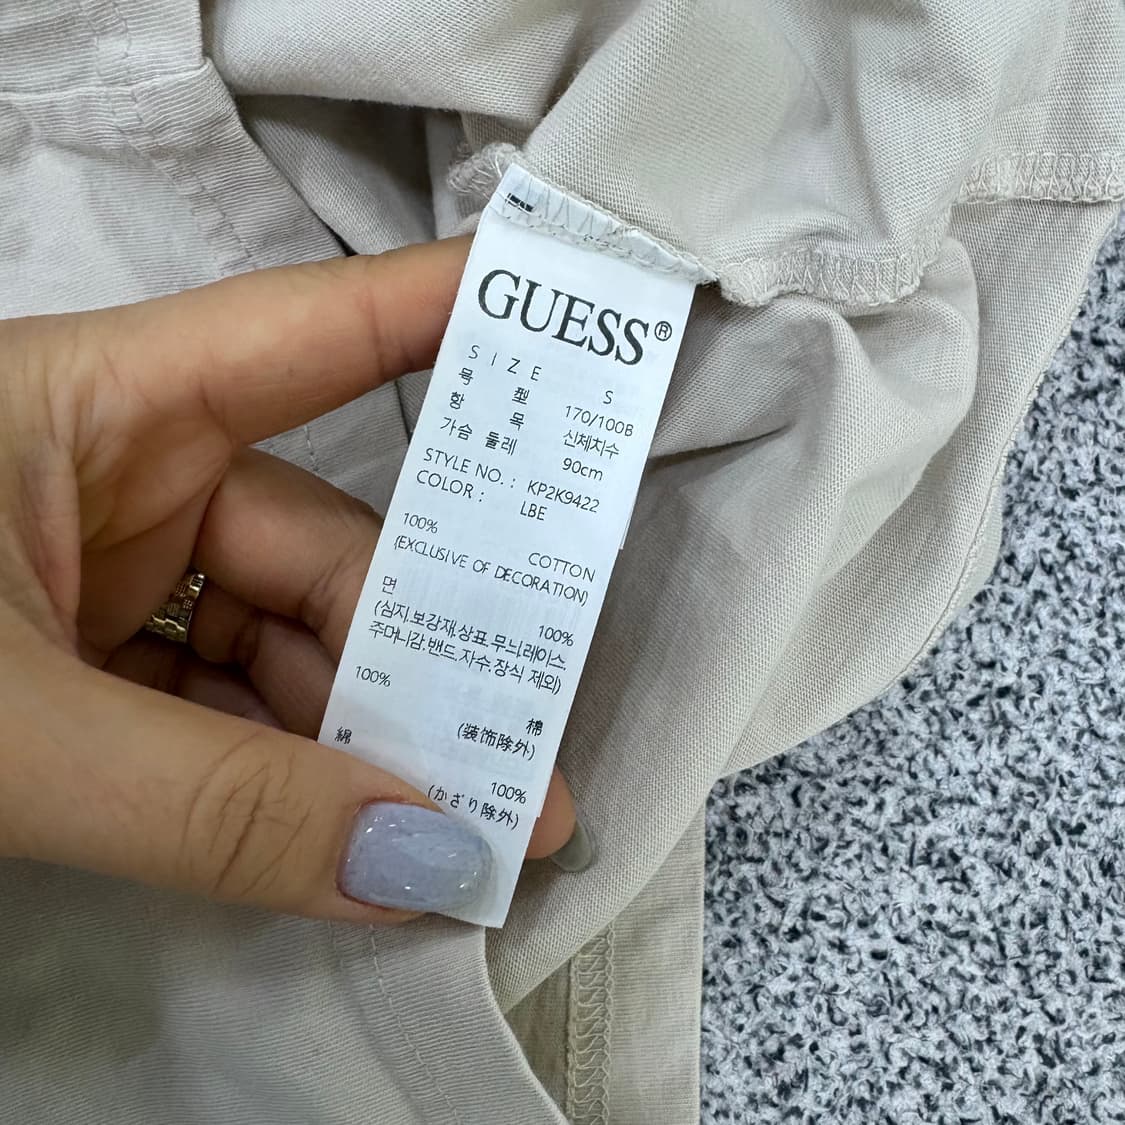 GUESS®
SIZE S
号 型 170/100B
항 목 신체치수
가슴 둘레 90cm
STYLE NO. : KP2K9422
COLOR : LBE
100% COTTON
(EXCLUSIVE OF DECORATION)
면 100%
(심지.보강재.상표.무늬.레이스.
주머니감.밴드.자수.장식 제외)
100% 棉
(装饰除外)
綿 100%
(かざり除外)